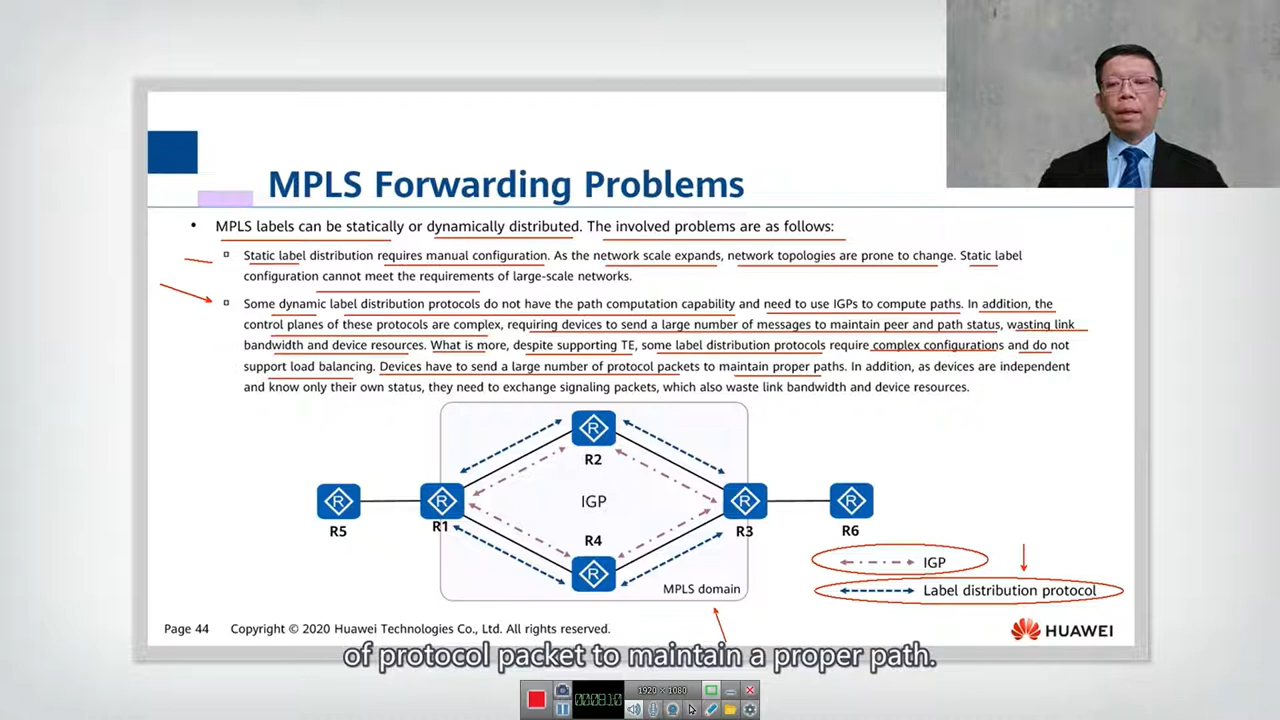 MPLS Forwarding Problems
• MPLS labels can be statically or dynamically distributed. The involved problems are as follows:
Static label distribution requires manual configuration. As the network scale expands, network topologies are prone to change. Static label
configuration cannot meet the requirements of large-scale networks.
Some dynamic label distribution protocols do not have the path computation capability and need to use IGPs to compute paths. In addition, the
control planes of these protocols are complex, requiring devices to send a large number of messages to maintain peer and path status, wasting link
bandwidth and device resources. What is more, despite supporting TE, some label distribution protocols require complex configurations and do not
support load balancing. Devices have to send a large number of protocol packets to maintain proper paths. In addition, as devices are independent
and know only their own status, they need to exchange signaling packets, which also waste link bandwidth and device resources.
R
R2
R
R5
R
R1
IGP
R
R3
R
R6
R4
R
MPLS domain
IGP
Label distribution protocol
Page 44 Copyright © 2020 Huawei Technologies Co., Ltd. All rights reserved.
HUAWEI
of protocol packet to maintain a proper path.
1920 × 1080